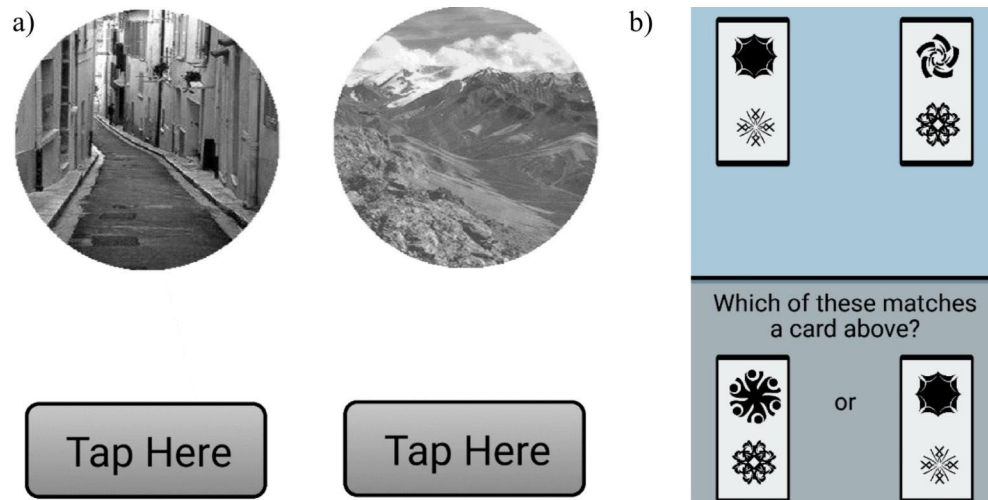 a)
b)
Tap Here
Tap Here
Which of these matches
a card above?
or